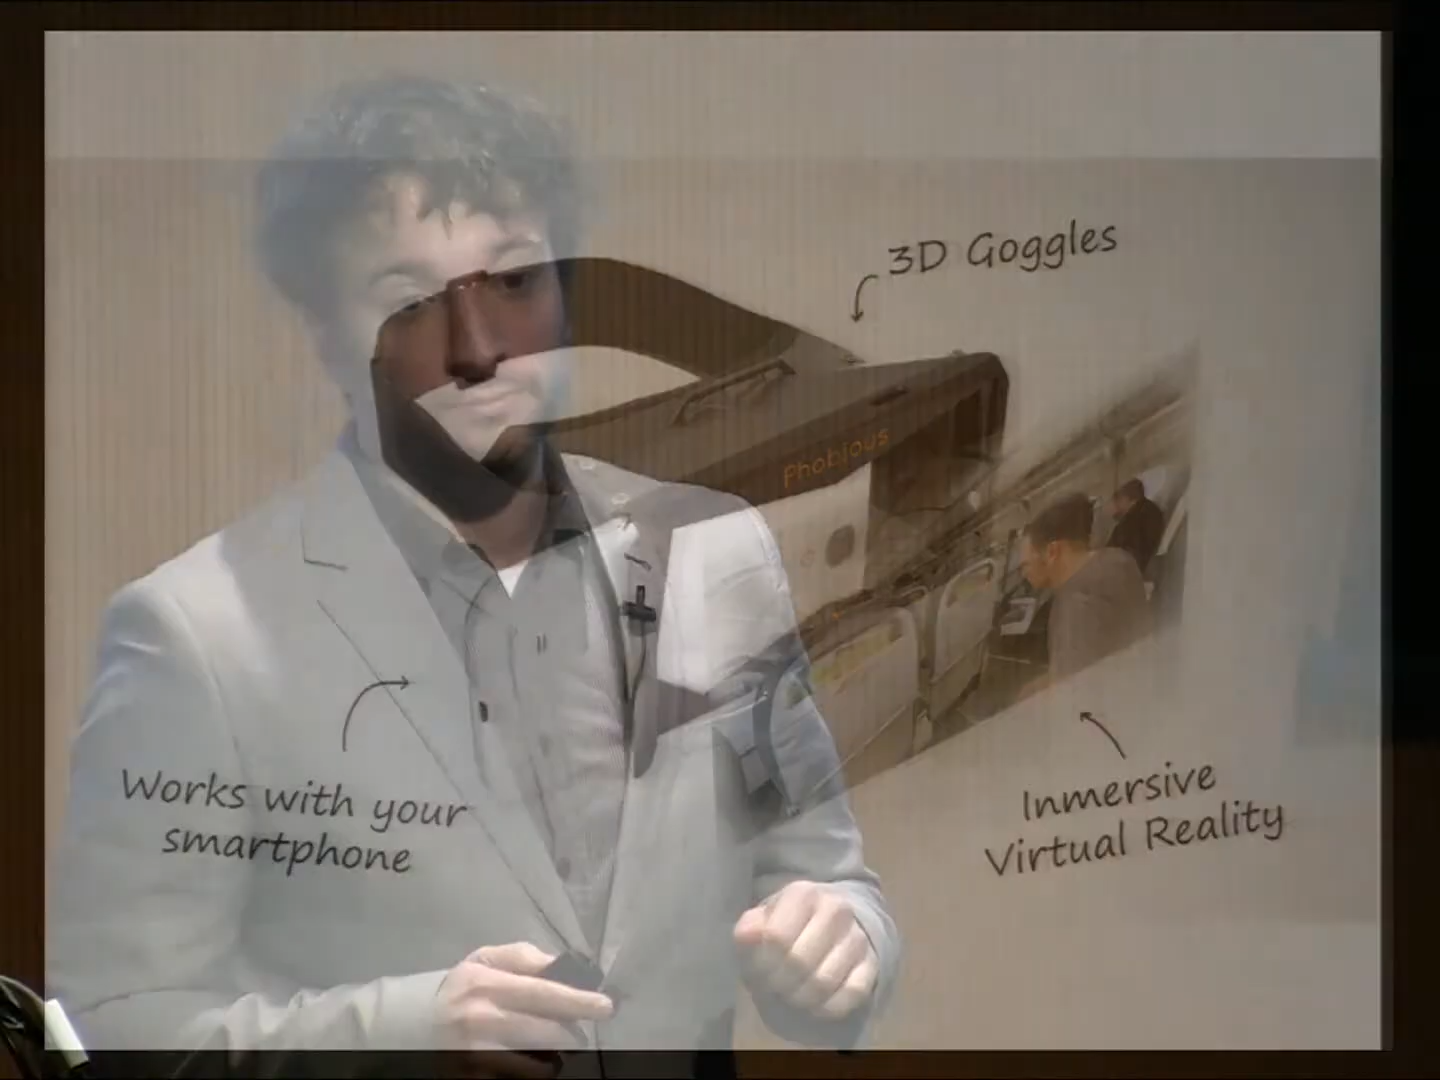 3D Goggles
Phobious
Works with your
smartphone
Inmersive
Virtual Reality